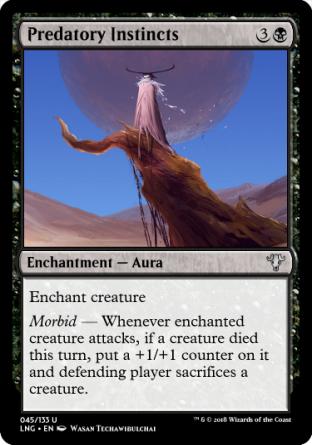 Predatory Instincts 3
Enchantment — Aura
Enchant creature
Morbid — Whenever enchanted
creature attacks, if a creature died
this turn, put a +1/+1 counter on it
and defending player sacrifices a
creature.
045/133 U
LNG • EN Wasan Techawibulchai
™ & © 2018 Wizards of the Coast